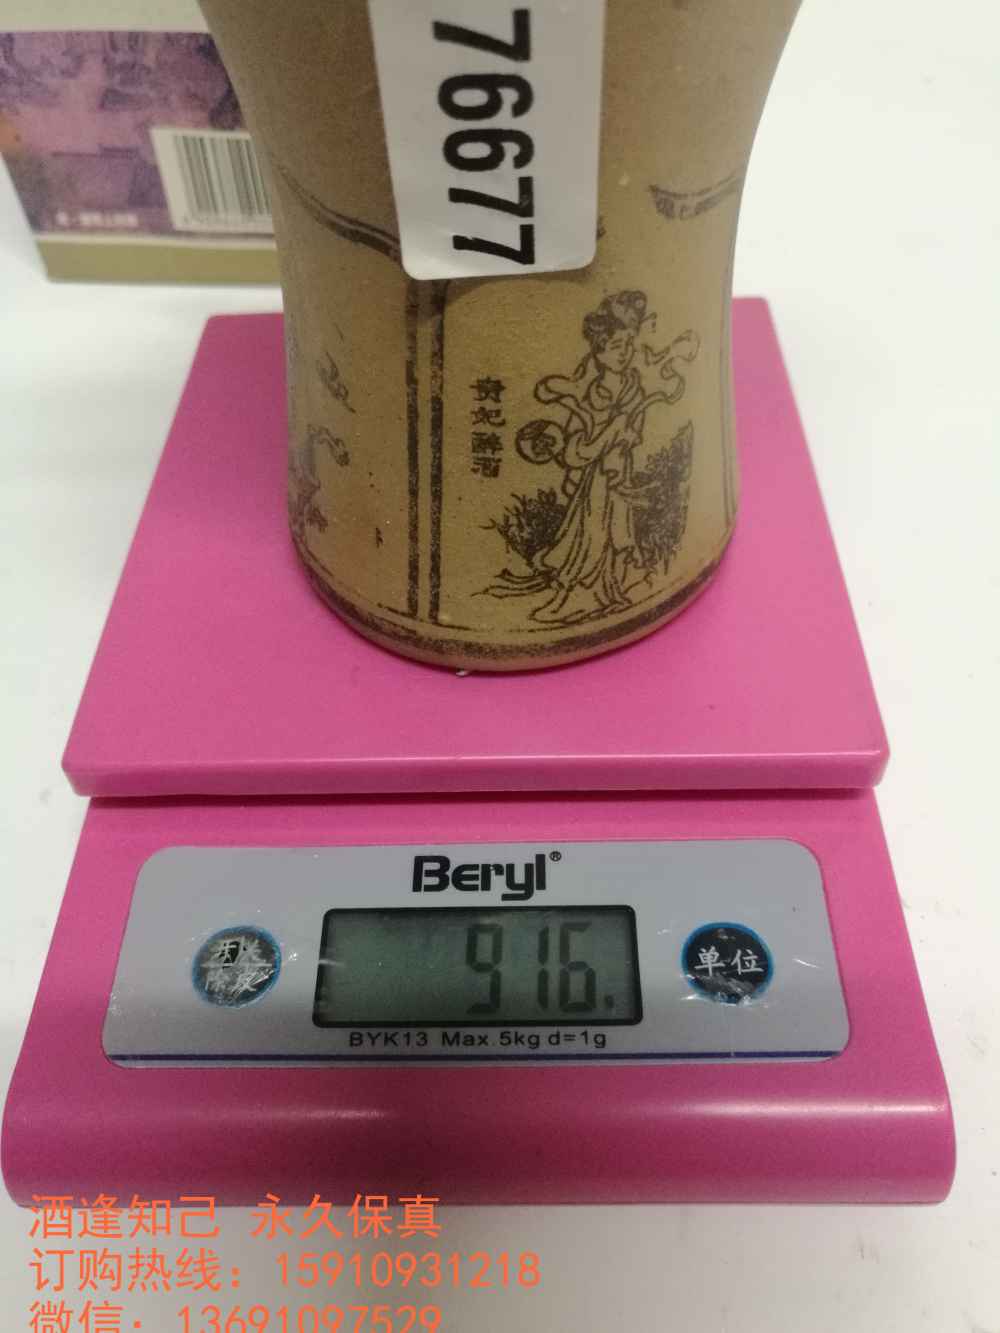 76677
贵妃醉酒
Beryl®
916.
单位
BYK13 Max.5kg d=1g
酒逢知己 永久保真
订购热线：15910931218
微信：13691097529